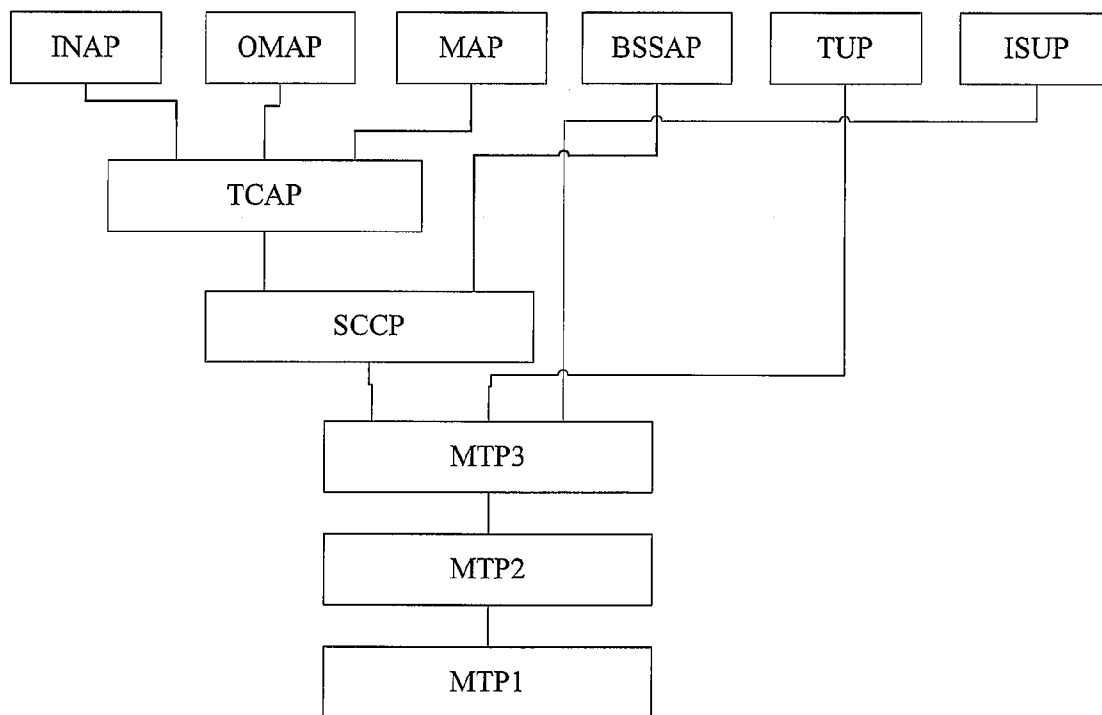 INAP
OMAP
MAP
BSSAP
TUP
ISUP
TCAP
SCCP
MTP3
MTP2
MTP1